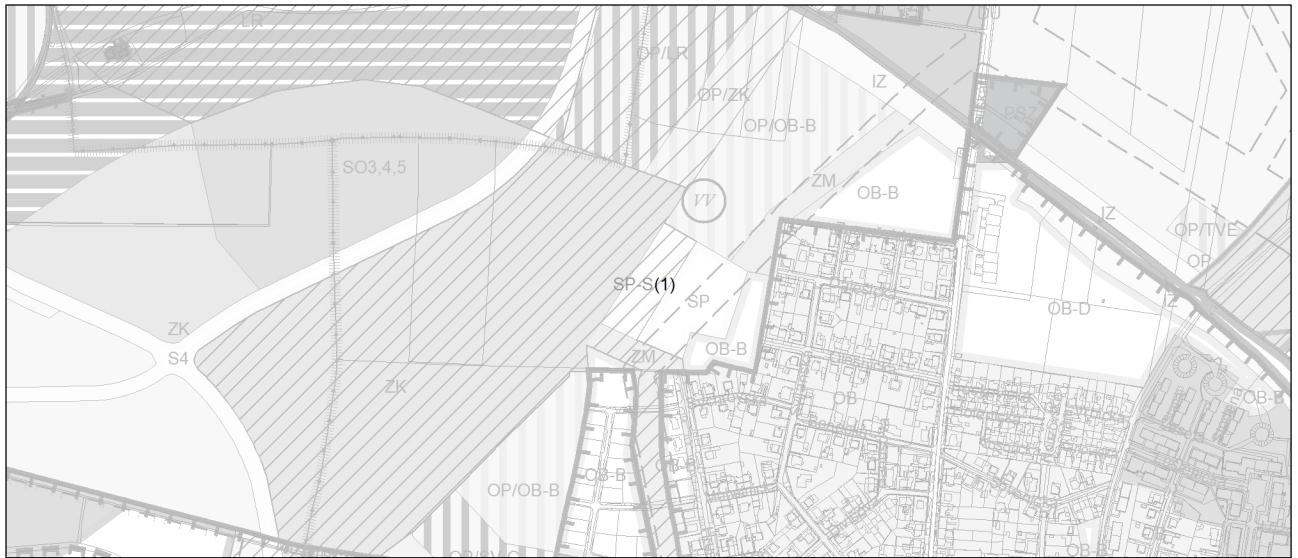 LR
DU
OP/LR
IZ
OP/ZK
PSZ
OP/OB-B
SO3,4,5
ZM
OB-B
VV
IZ
OP/TVE
OP
SP-S(1)
SP
IZ
OB-D
ZK
S4
ZM
OB-B
ZK
OB
OB-B
OB-B
OP/OB-B
OB-B